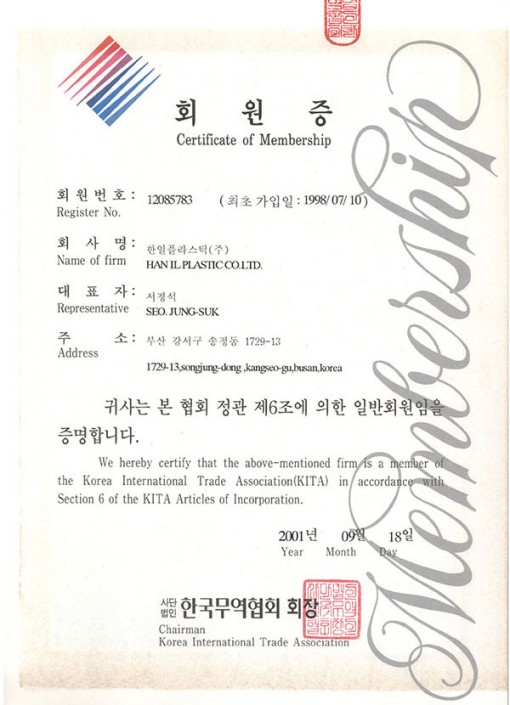 회 원 증
Certificate of Membership
회원번호: 12085783 (최초가입일: 1998/07/10)
Register No.
회 사 명: 한일플라스틱(주)
Name of firm HAN IL PLASTIC CO.LTD.
대 표 자: 서정석
Representative SEO. JUNG-SUK
주 소: 부산 강서구 송정동 1729-13
Address
1729-13,songjung-dong ,kangseo-gu,busan,korea
귀사는 본 협회 정관 제6조에 의한 일반회원임을
증명합니다.
We hereby certify that the above-mentioned firm is a member of
the Korea International Trade Association(KITA) in accordance with
Section 6 of the KITA Articles of Incorporation.
2001년 09월 18일
Year Month Day
사단법인 한국무역협회 회장
Chairman
Korea International Trade Association
Membership